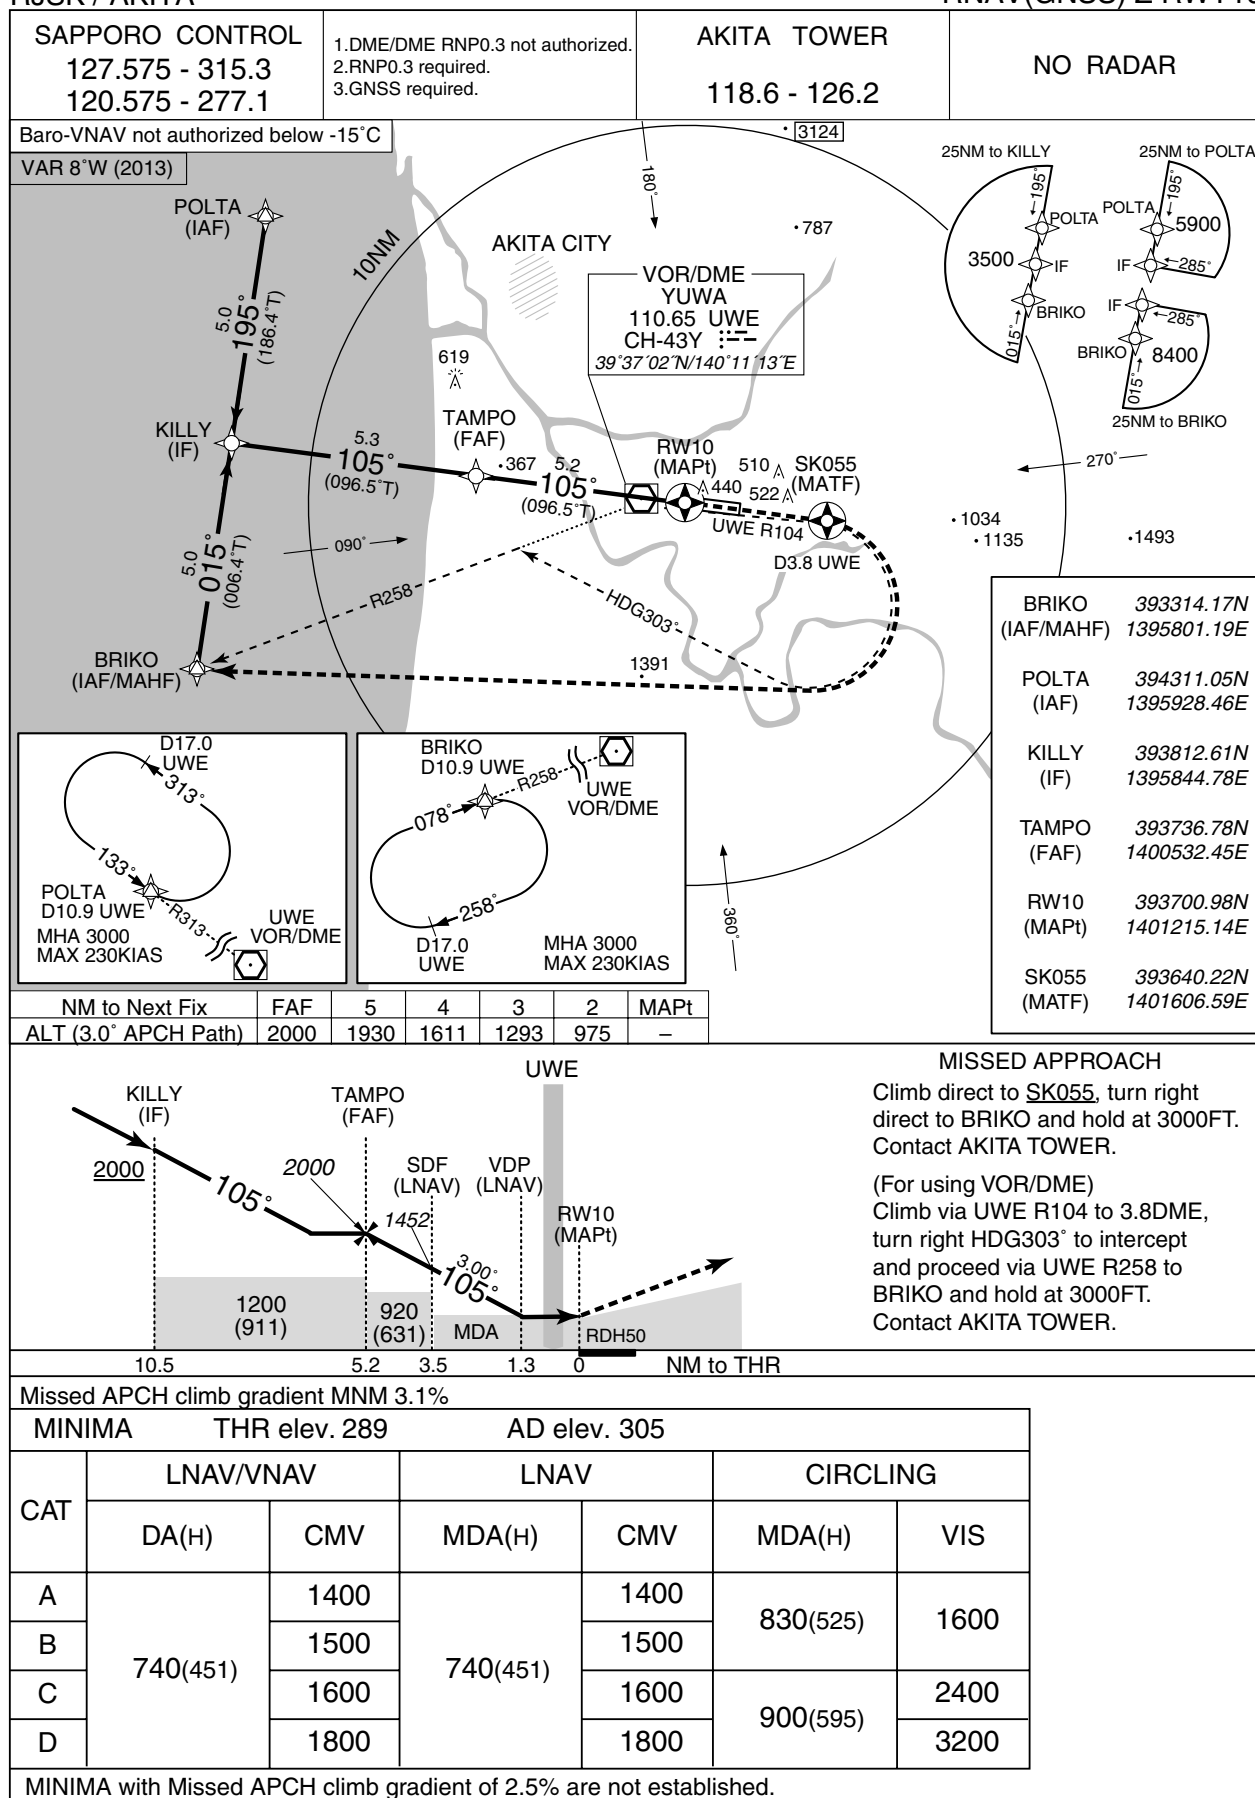 RJSK / AKITA
RNAV(GNSS) Z RWY10
SAPPORO CONTROL
127.575 - 315.3
120.575 - 277.1
1.DME/DME RNP0.3 not authorized.
2.RNP0.3 required.
3.GNSS required.
AKITA TOWER
118.6 - 126.2
NO RADAR
Baro-VNAV not authorized below -15°C
VAR 8°W (2013)
3124
180°
787
10NM
AKITA CITY
POLTA
(IAF)
5.0
195°
(186.4°T)
VOR/DME
YUWA
110.65 UWE
CH-43Y
39°37′02″N/140°11′13″E
25NM to KILLY
195°
POLTA
3500
IF
BRIKO
015°
25NM to POLTA
195°
POLTA
5900
IF
285°
IF
285°
BRIKO
8400
015°
25NM to BRIKO
619
KILLY
(IF)
5.3
105°
(096.5°T)
TAMPO
(FAF)
367
5.2
105°
(096.5°T)
RW10
(MAPt)
440
510
522
SK055
(MATF)
UWE R104
D3.8 UWE
270°
1034
1135
1493
090°
5.0
015°
(006.4°T)
R258
HDG303°
BRIKO
(IAF/MAHF)
1391
360°
BRIKO 393314.17N
(IAF/MAHF) 1395801.19E
POLTA 394311.05N
(IAF) 1395928.46E
KILLY 393812.61N
(IF) 1395844.78E
TAMPO 393736.78N
(FAF) 1400532.45E
RW10 393700.98N
(MAPt) 1401215.14E
SK055 393640.22N
(MATF) 1401606.59E
D17.0
UWE
313°
133°
POLTA
D10.9 UWE
R313
UWE
VOR/DME
MHA 3000
MAX 230KIAS
BRIKO
D10.9 UWE
R258
UWE
VOR/DME
078°
258°
D17.0
UWE
MHA 3000
MAX 230KIAS
NM to Next Fix FAF 5 4 3 2 MAPt
ALT (3.0° APCH Path) 2000 1930 1611 1293 975 –
UWE
KILLY
(IF)
TAMPO
(FAF)
2000
105°
2000
SDF
(LNAV)
VDP
(LNAV)
1452
3.00°
105°
RW10
(MAPt)
1200
(911)
920
(631)
MDA
RDH50
10.5 5.2 3.5 1.3 0 NM to THR
MISSED APPROACH
Climb direct to SK055, turn right
direct to BRIKO and hold at 3000FT.
Contact AKITA TOWER.
(For using VOR/DME)
Climb via UWE R104 to 3.8DME,
turn right HDG303° to intercept
and proceed via UWE R258 to
BRIKO and hold at 3000FT.
Contact AKITA TOWER.
Missed APCH climb gradient MNM 3.1%
MINIMA THR elev. 289 AD elev. 305
CAT LNAV/VNAV LNAV CIRCLING
DA(H) CMV MDA(H) CMV MDA(H) VIS
A 740(451) 1400 740(451) 1400 830(525) 1600
B 1500 1500
C 1600 1600 900(595) 2400
D 1800 1800 3200
MINIMA with Missed APCH climb gradient of 2.5% are not established.